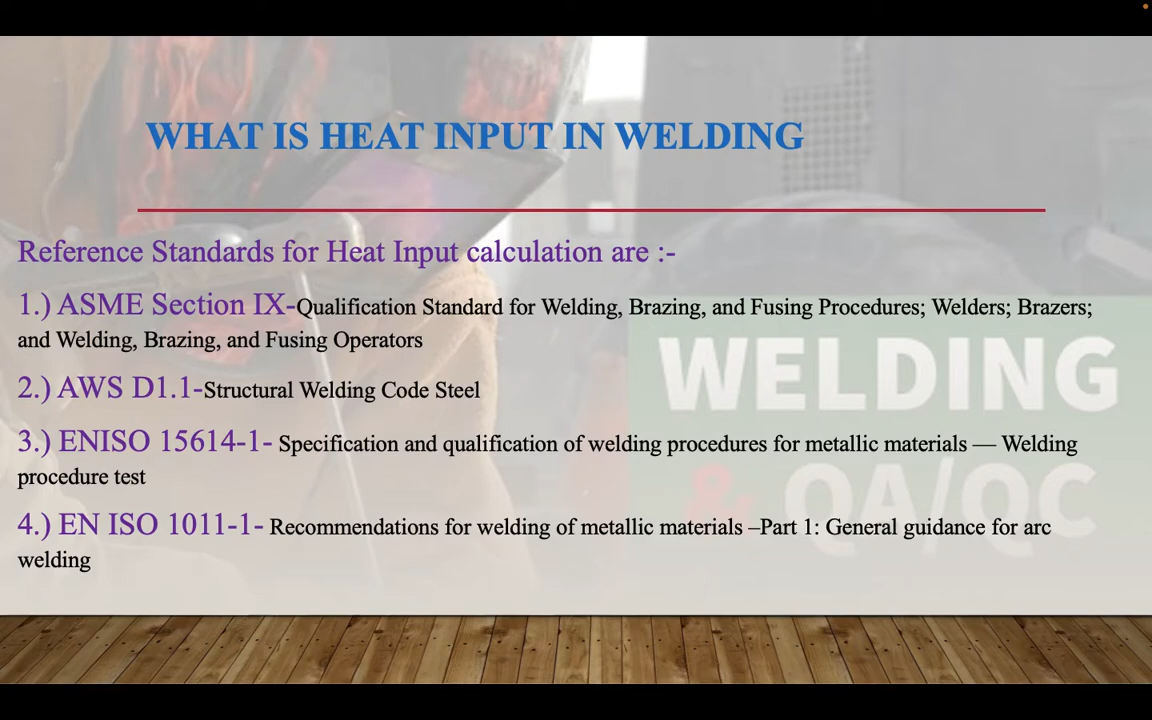 WHAT IS HEAT INPUT IN WELDING
Reference Standards for Heat Input calculation are :-
1.) ASME Section IX-Qualification Standard for Welding, Brazing, and Fusing Procedures; Welders; Brazers;
and Welding, Brazing, and Fusing Operators
2.) AWS D1.1-Structural Welding Code Steel
3.) ENISO 15614-1- Specification and qualification of welding procedures for metallic materials — Welding
procedure test
4.) EN ISO 1011-1- Recommendations for welding of metallic materials –Part 1: General guidance for arc
welding
WELDING
& QA/QC